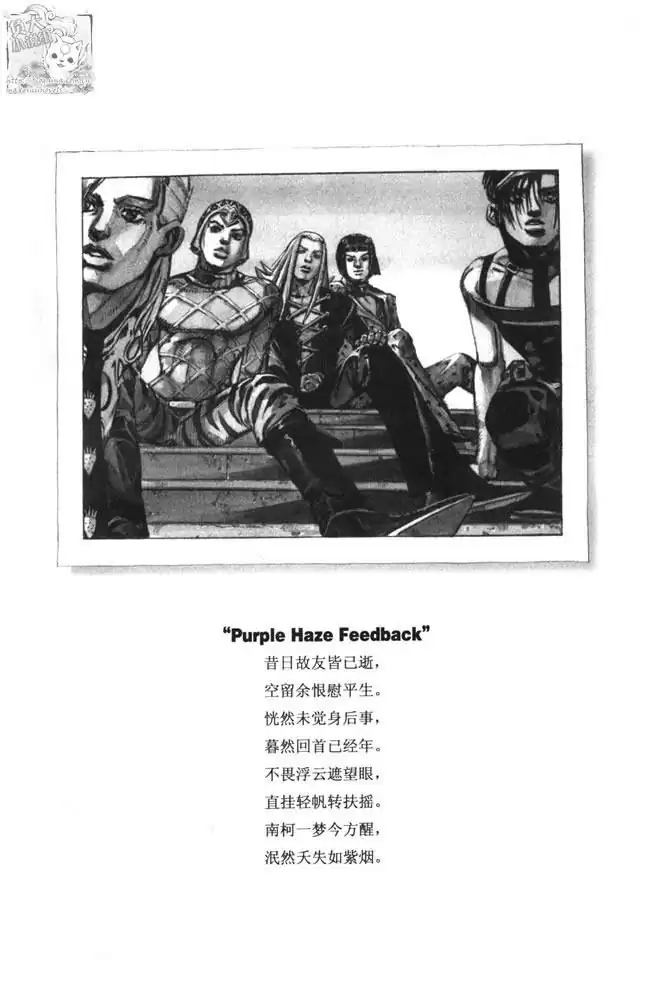 "Purple Haze Feedback"
昔日故友皆已逝，
空留余恨慰平生。
恍然未觉身后事，
暮然回首已经年。
不畏浮云遮望眼，
直挂轻帆转扶摇。
南柯一梦今方醒，
泯然夭失如紫烟。